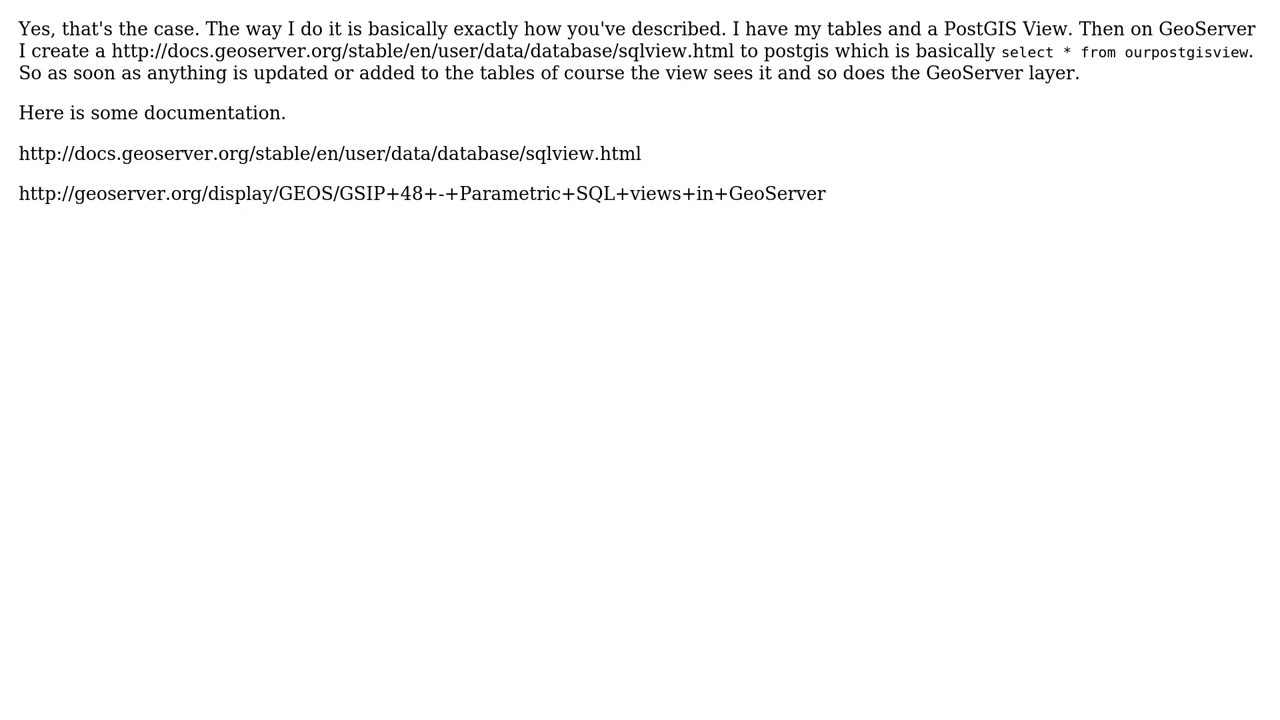 Yes, that's the case. The way I do it is basically exactly how you've described. I have my tables and a PostGIS View. Then on GeoServer
I create a http://docs.geoserver.org/stable/en/user/data/database/sqlview.html to postgis which is basically select * from ourpostgisview.
So as soon as anything is updated or added to the tables of course the view sees it and so does the GeoServer layer.
Here is some documentation.
http://docs.geoserver.org/stable/en/user/data/database/sqlview.html
http://geoserver.org/display/GEOS/GSIP+48+-+Parametric+SQL+views+in+GeoServer